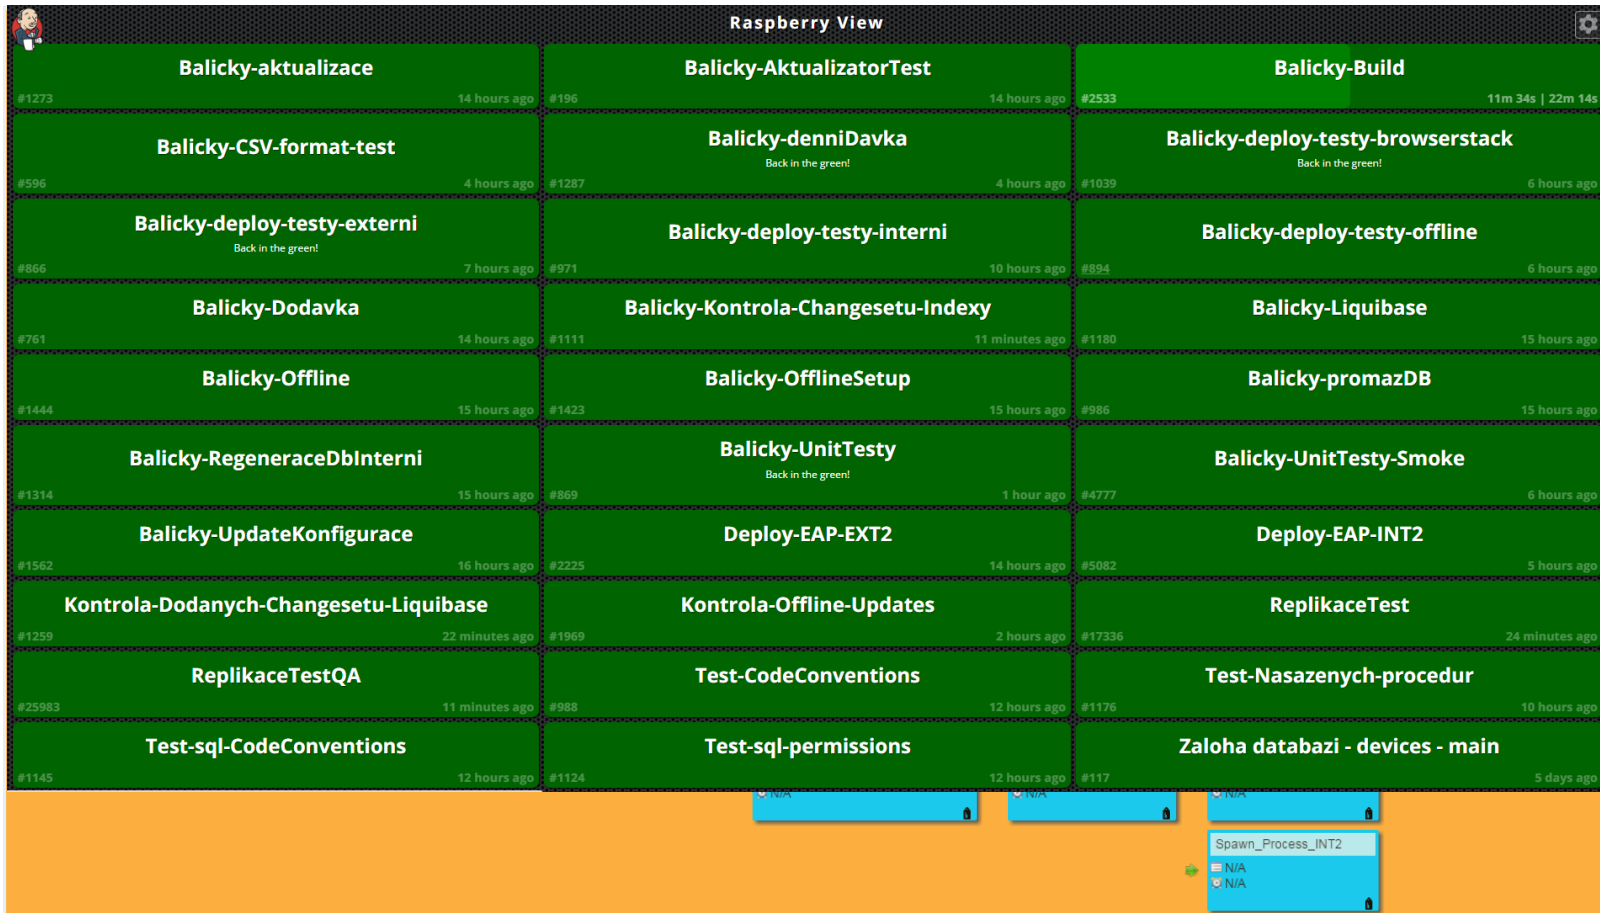 Raspberry View
Balicky-aktualizace
#1273 14 hours ago
Balicky-AktualizatorTest
#196 14 hours ago
Balicky-Build
#2533 11m 34s | 22m 14s
Balicky-CSV-format-test
#596 4 hours ago
Balicky-denniDavka
Back in the green!
#1287 4 hours ago
Balicky-deploy-testy-browserstack
Back in the green!
#1039 6 hours ago
Balicky-deploy-testy-externi
Back in the green!
#866 7 hours ago
Balicky-deploy-testy-interni
#971 10 hours ago
Balicky-deploy-testy-offline
#894 6 hours ago
Balicky-Dodavka
#761 14 hours ago
Balicky-Kontrola-Changesetu-Indexy
#1111 11 minutes ago
Balicky-Liquibase
#1180 15 hours ago
Balicky-Offline
#1444 15 hours ago
Balicky-OfflineSetup
#1423 15 hours ago
Balicky-promazDB
#986 15 hours ago
Balicky-RegeneraceDbInterni
#1314 15 hours ago
Balicky-UnitTesty
Back in the green!
#869 1 hour ago
Balicky-UnitTesty-Smoke
#4777 6 hours ago
Balicky-UpdateKonfigurace
#1562 16 hours ago
Deploy-EAP-EXT2
#2225 14 hours ago
Deploy-EAP-INT2
#5082 5 hours ago
Kontrola-Dodanych-Changesetu-Liquibase
#1259 22 minutes ago
Kontrola-Offline-Updates
#1969 2 hours ago
ReplikaceTest
#17336 24 minutes ago
ReplikaceTestQA
#25983 11 minutes ago
Test-CodeConventions
#988 12 hours ago
Test-Nasazenych-procedur
#1176 10 hours ago
Test-sql-CodeConventions
#1145 12 hours ago
Test-sql-permissions
#1124 12 hours ago
Zaloha databazi - devices - main
#117 5 days ago
N/A
N/A
N/A
Spawn_Process_INT2
N/A
N/A